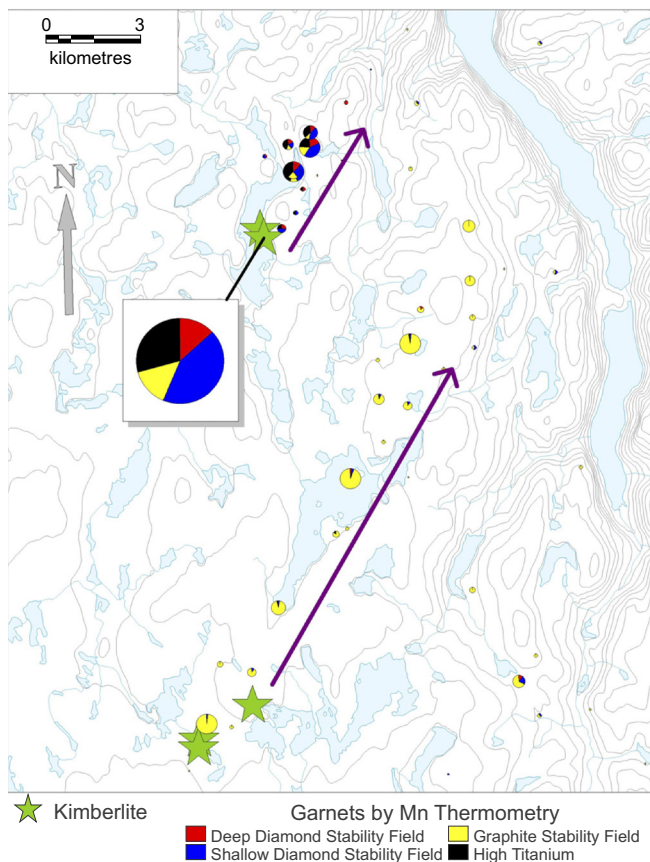 0 3
kilometres
N
Kimberlite
Garnets by Mn Thermometry
Deep Diamond Stability Field
Graphite Stability Field
Shallow Diamond Stability Field
High Titanium